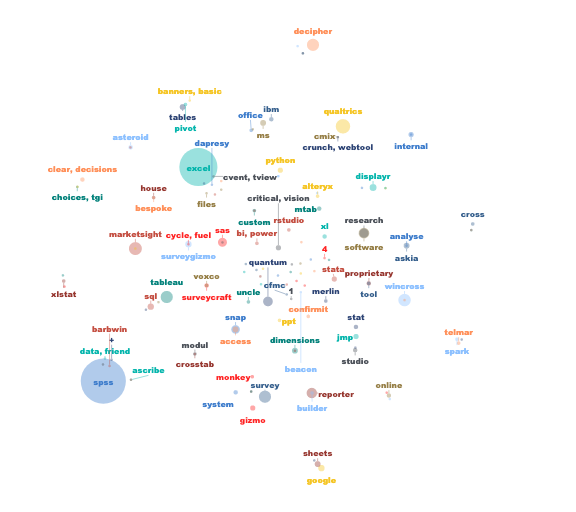 decipher
banners, basic
tables
pivot
office
ibm
ms
qualtrics
cmix
crunch, webtool
internal
asteroid
dapresy
excel
cvent, tview
python
displayr
clear, decisions
choices, tgi
house
bespoke
files
critical, vision
alteryx
mtab
custom
rstudio
research
software
cross
marketsight
cycle, fuel
sas
bi, power
xl
analyse
askia
surveygizmo
4
quantum
stata
proprietary
tool
xlstat
tableau
sql
voxco
surveycraft
uncle
cfmc
1
merlin
wincross
confirmit
ppt
barbwin
+
data, friend
snap
access
dimensions
stat
jmp
telmar
spark
modul
crosstab
studio
beacon
spss
ascribe
monkey
survey
system
gizmo
reporter
builder
online
sheets
google